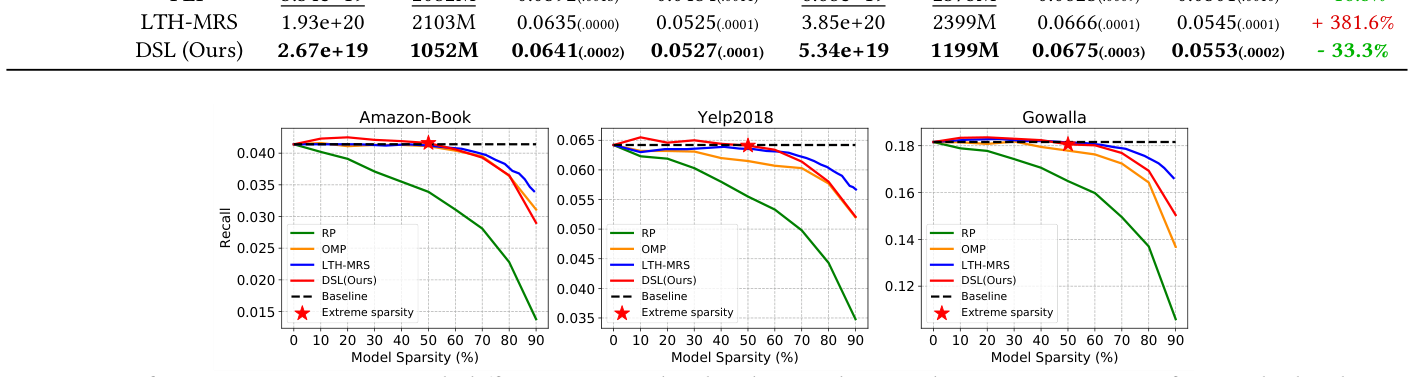 LTH-MRS 1.93e+20 2103M 0.0635(.0000) 0.0525(.0001) 3.85e+20 2399M 0.0666(.0001) 0.0545(.0001) + 381.6%
DSL (Ours) 2.67e+19 1052M 0.0641(.0002) 0.0527(.0001) 5.34e+19 1199M 0.0675(.0003) 0.0553(.0002) - 33.3%
Amazon-Book
Recall
0.040
0.035
0.030
0.025
0.020
0.015
RP
OMP
LTH-MRS
DSL(Ours)
Baseline
Extreme sparsity
0 10 20 30 40 50 60 70 80 90
Model Sparsity (%)
Yelp2018
0.065
0.060
0.055
0.050
0.045
0.040
0.035
RP
OMP
LTH-MRS
DSL(Ours)
Baseline
Extreme sparsity
0 10 20 30 40 50 60 70 80 90
Model Sparsity (%)
Gowalla
0.18
0.16
0.14
0.12
RP
OMP
LTH-MRS
DSL(Ours)
Baseline
Extreme sparsity
0 10 20 30 40 50 60 70 80 90
Model Sparsity (%)